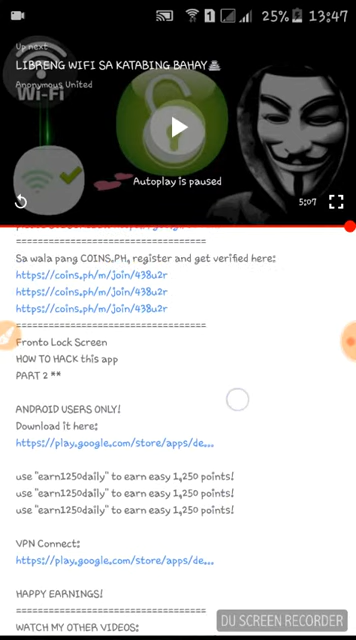 25% 13:47
Up next
LIBRENG WIFI SA KATABING BAHAY
Anonymous United
Wi-Fi
Autoplay is paused
5:07
===================================
Sa wala pang COINS.PH, register and get verified here:
https://coins.ph/m/join/438u2r
https://coins.ph/m/join/438u2r
https://coins.ph/m/join/438u2r
===================================
Fronto Lock Screen
HOW TO HACK this app
PART 2 **
ANDROID USERS ONLY!
Download it here:
https://play.google.com/store/apps/de...
use "earn1250daily" to earn easy 1,250 points!
use "earn1250daily" to earn easy 1,250 points!
use "earn1250daily" to earn easy 1,250 points!
VPN Connect:
https://play.google.com/store/apps/de...
HAPPY EARNINGS!
===================================
WATCH MY OTHER VIDEOS:
DU SCREEN RECORDER